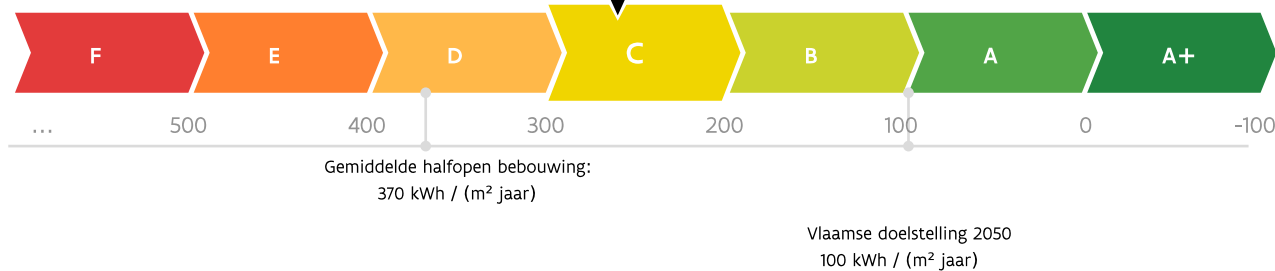 F E D C B A A+
... 500 400 300 200 100 0 -100
Gemiddelde halfopen bebouwing:
370 kWh / (m² jaar)
Vlaamse doelstelling 2050
100 kWh / (m² jaar)